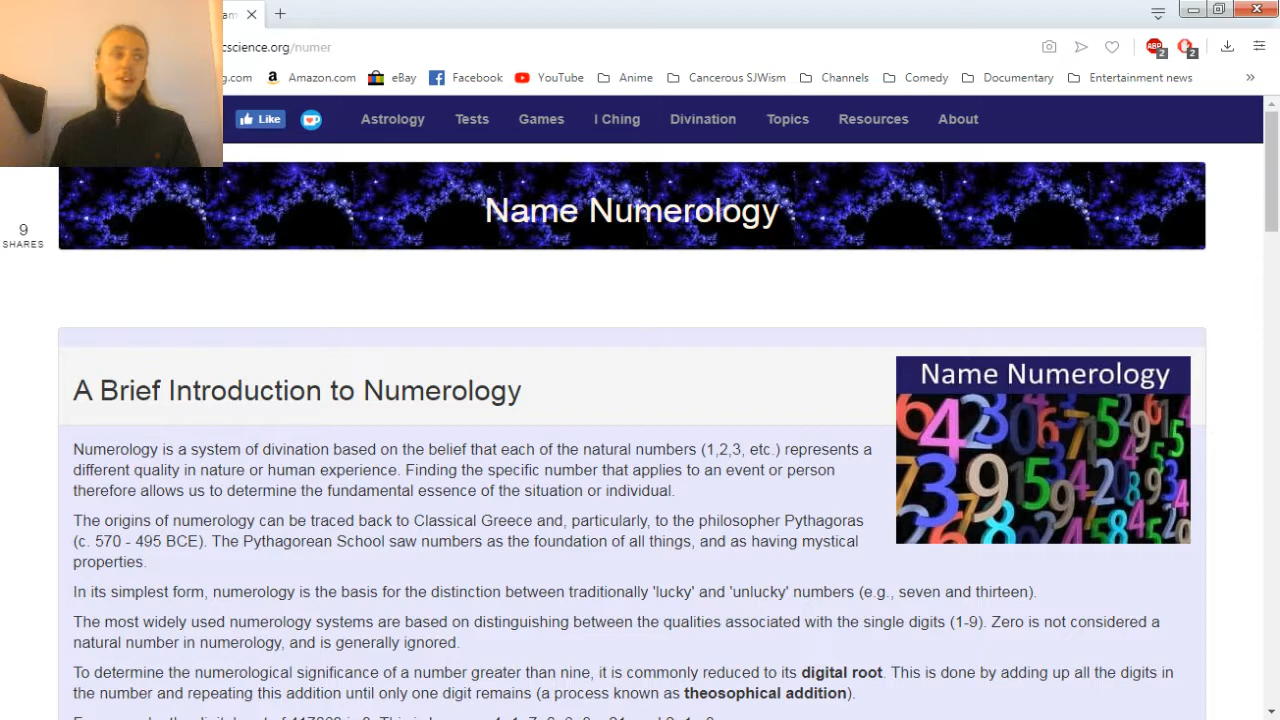 am
cscience.org/numer
ABP
2
2
g.com
Amazon.com
eBay
Facebook
YouTube
Anime
Cancerous SJWism
Channels
Comedy
Documentary
Entertainment news
»
Like
Astrology
Tests
Games
I Ching
Divination
Topics
Resources
About
Name Numerology
9
SHARES
A Brief Introduction to Numerology
Name Numerology
Numerology is a system of divination based on the belief that each of the natural numbers (1,2,3, etc.) represents a
different quality in nature or human experience. Finding the specific number that applies to an event or person
therefore allows us to determine the fundamental essence of the situation or individual.
The origins of numerology can be traced back to Classical Greece and, particularly, to the philosopher Pythagoras
(c. 570 - 495 BCE). The Pythagorean School saw numbers as the foundation of all things, and as having mystical
properties.
In its simplest form, numerology is the basis for the distinction between traditionally 'lucky' and 'unlucky' numbers (e.g., seven and thirteen).
The most widely used numerology systems are based on distinguishing between the qualities associated with the single digits (1-9). Zero is not considered a
natural number in numerology, and is generally ignored.
To determine the numerological significance of a number greater than nine, it is commonly reduced to its digital root. This is done by adding up all the digits in
the number and repeating this addition until only one digit remains (a process known as theosophical addition).